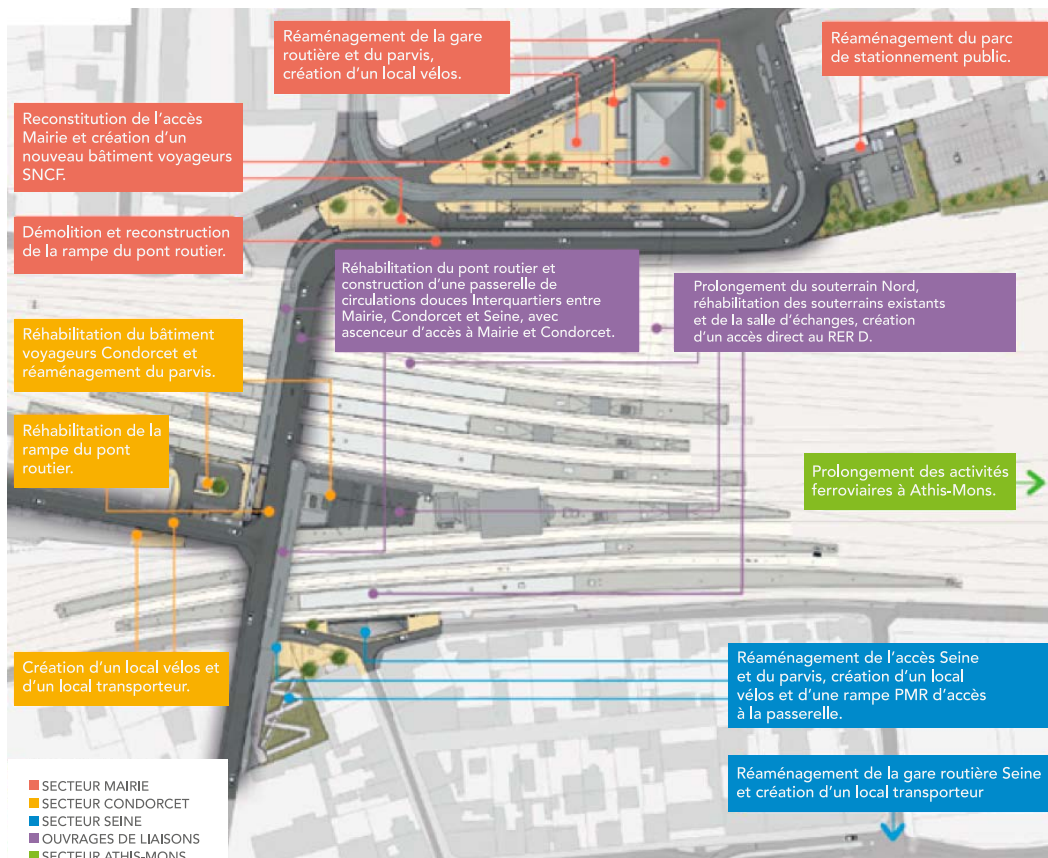 Réaménagement de la gare
routière et du parvis,
création d'un local vélos.
Réaménagement du parc
de stationnement public.
Reconstitution de l'accès
Mairie et création d'un
nouveau bâtiment voyageurs
SNCF.
Démolition et reconstruction
de la rampe du pont routier.
Réhabilitation du pont routier et
construction d'une passerelle de
circulations douces Interquartiers entre
Mairie, Condorcet et Seine, avec
ascenceur d'accès à Mairie et Condorcet.
Prolongement du souterrain Nord,
réhabilitation des souterrains existants
et de la salle d'échanges, création
d'un accès direct au RER D.
Réhabilitation du bâtiment
voyageurs Condorcet et
réaménagement du parvis.
Réhabilitation de la
rampe du pont
routier.
Prolongement des activités
ferroviaires à Athis-Mons.
Création d'un local vélos et
d'un local transporteur.
Réaménagement de l'accès Seine
et du parvis, création d'un local
vélos et d'une rampe PMR d'accès
à la passerelle.
Réaménagement de la gare routière Seine
et création d'un local transporteur
SECTEUR MAIRIE
SECTEUR CONDORCET
SECTEUR SEINE
OUVRAGES DE LIAISONS
SECTEUR ATHIS-MONS